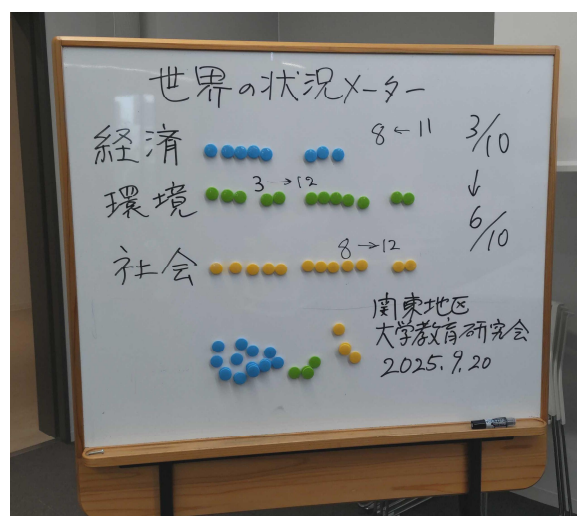 世界の状況メーター
経済 8 ← 11
3 → 12
環境
8 → 12
社会
3/10
↓
6/10
関東地区
大学教育研究会
2025.9.20